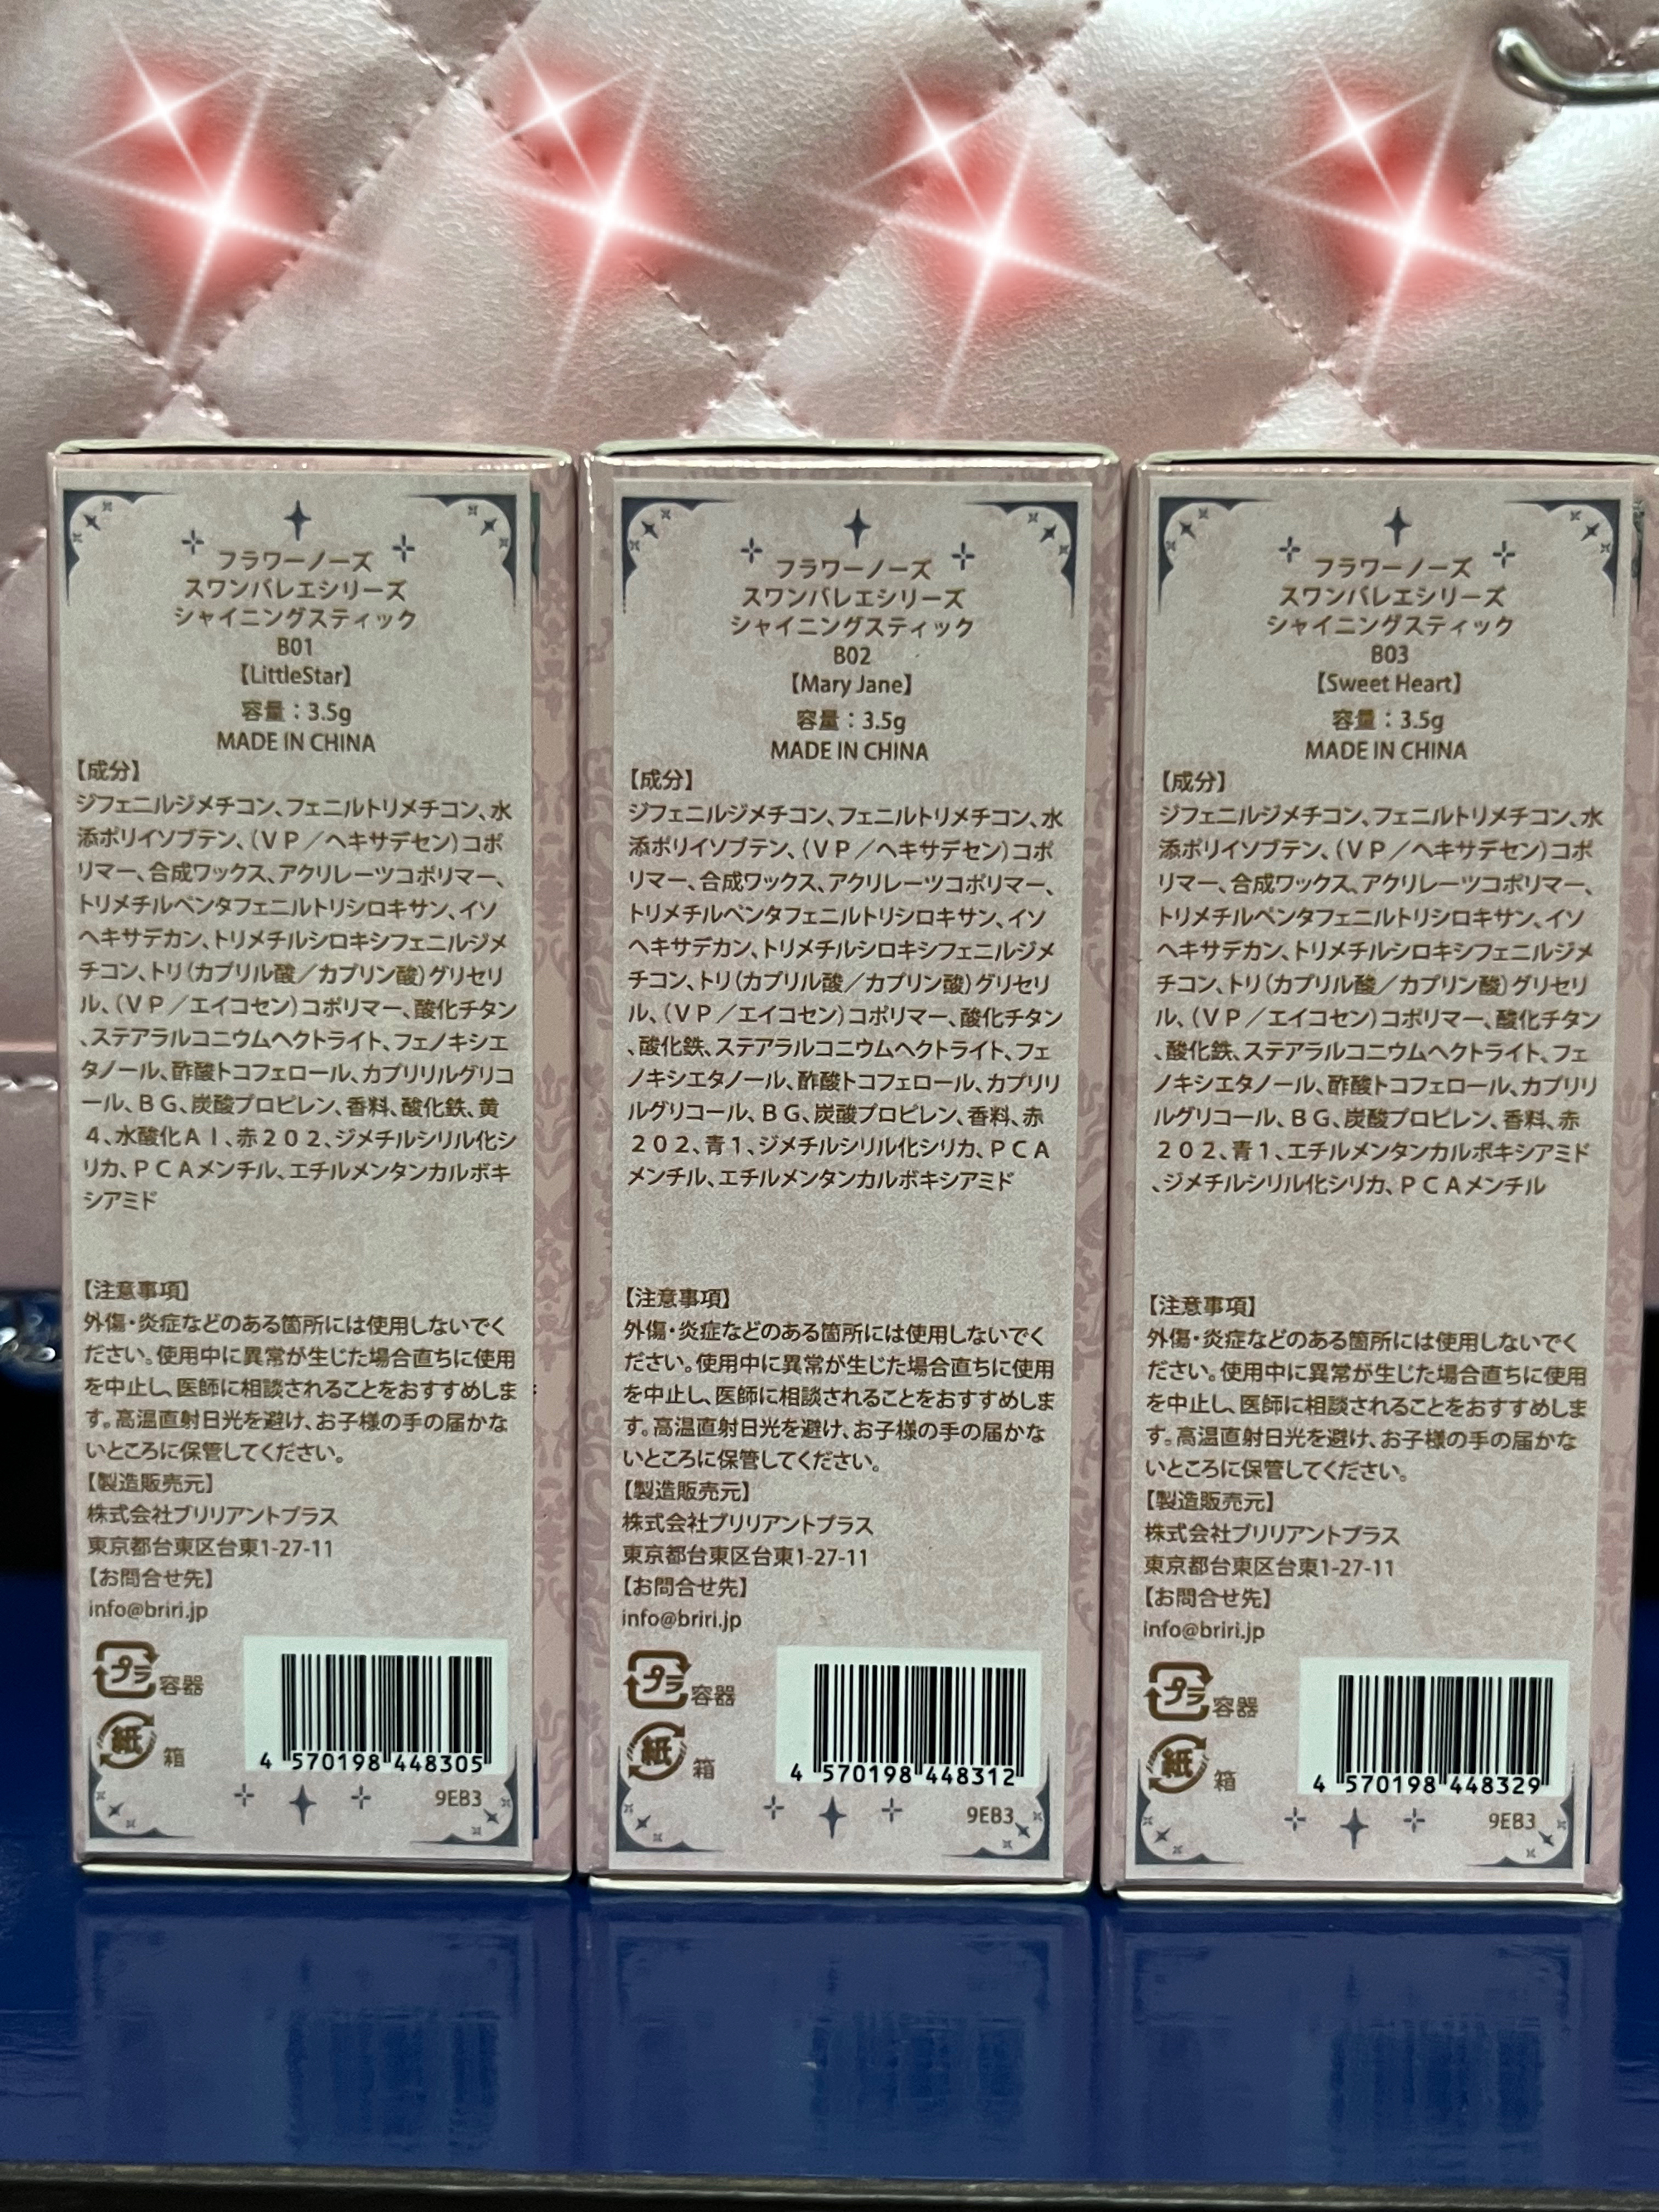 フラワーノーズ
スワンバレエシリーズ
シャイニングスティック
B01
【LittleStar】
容量：3.5g
MADE IN CHINA
【成分】
ジフェニルジメチコン、フェニルトリメチコン、水
添ポリイソブテン、（ＶＰ／ヘキサデセン）コポ
リマー、合成ワックス、アクリレーツコポリマー、
トリメチルペンタフェニルトリシロキサン、イソ
ヘキサデカン、トリメチルシロキシフェニルジメ
チコン、トリ（カプリル酸／カプリン酸）グリセリ
ル、（ＶＰ／エイコセン）コポリマー、酸化チタン
、ステアラルコニウムヘクトライト、フェノキシエ
タノール、酢酸トコフェロール、カプリリルグリコ
ール、ＢＧ、炭酸プロピレン、香料、酸化鉄、黄
４、水酸化Ａｌ、赤２０２、ジメチルシリル化シ
リカ、ＰＣＡメンチル、エチルメンタンカルボキ
シアミド
【注意事項】
外傷・炎症などのある箇所には使用しないでく
ださい。使用中に異常が生じた場合直ちに使用
を中止し、医師に相談されることをおすすめしま
す。高温直射日光を避け、お子様の手の届かな
いところに保管してください。
【製造販売元】
株式会社ブリリアントプラス
東京都台東区台東1-27-11
【お問合せ先】
info@briri.jp
プラ 容器
紙 箱
4 570198 448305
9EB3
フラワーノーズ
スワンバレエシリーズ
シャイニングスティック
B02
【Mary Jane】
容量：3.5g
MADE IN CHINA
【成分】
ジフェニルジメチコン、フェニルトリメチコン、水
添ポリイソブテン、（ＶＰ／ヘキサデセン）コポ
リマー、合成ワックス、アクリレーツコポリマー、
トリメチルペンタフェニルトリシロキサン、イソ
ヘキサデカン、トリメチルシロキシフェニルジメ
チコン、トリ（カプリル酸／カプリン酸）グリセリ
ル、（ＶＰ／エイコセン）コポリマー、酸化チタン
、酸化鉄、ステアラルコニウムヘクトライト、フェ
ノキシエタノール、酢酸トコフェロール、カプリリ
ルグリコール、ＢＧ、炭酸プロピレン、香料、赤
２０２、青１、ジメチルシリル化シリカ、ＰＣＡ
メンチル、エチルメンタンカルボキシアミド
【注意事項】
外傷・炎症などのある箇所には使用しないでく
ださい。使用中に異常が生じた場合直ちに使用
を中止し、医師に相談されることをおすすめしま
す。高温直射日光を避け、お子様の手の届かな
いところに保管してください。
【製造販売元】
株式会社ブリリアントプラス
東京都台東区台東1-27-11
【お問合せ先】
info@briri.jp
プラ 容器
紙 箱
4 570198 448312
9EB3
フラワーノーズ
スワンバレエシリーズ
シャイニングスティック
B03
【Sweet Heart】
容量：3.5g
MADE IN CHINA
【成分】
ジフェニルジメチコン、フェニルトリメチコン、水
添ポリイソブテン、（ＶＰ／ヘキサデセン）コポ
リマー、合成ワックス、アクリレーツコポリマー、
トリメチルペンタフェニルトリシロキサン、イソ
ヘキサデカン、トリメチルシロキシフェニルジメ
チコン、トリ（カプリル酸／カプリン酸）グリセリ
ル、（ＶＰ／エイコセン）コポリマー、酸化チタン
、酸化鉄、ステアラルコニウムヘクトライト、フェ
ノキシエタノール、酢酸トコフェロール、カプリリ
ルグリコール、ＢＧ、炭酸プロピレン、香料、赤
２０２、青１、エチルメンタンカルボキシアミド
、ジメチルシリル化シリカ、ＰＣＡメンチル
【注意事項】
外傷・炎症などのある箇所には使用しないでく
ださい。使用中に異常が生じた場合直ちに使用
を中止し、医師に相談されることをおすすめしま
す。高温直射日光を避け、お子様の手の届かな
いところに保管してください。
【製造販売元】
株式会社ブリリアントプラス
東京都台東区台東1-27-11
【お問合せ先】
info@briri.jp
プラ 容器
紙 箱
4 570198 448329
9EB3